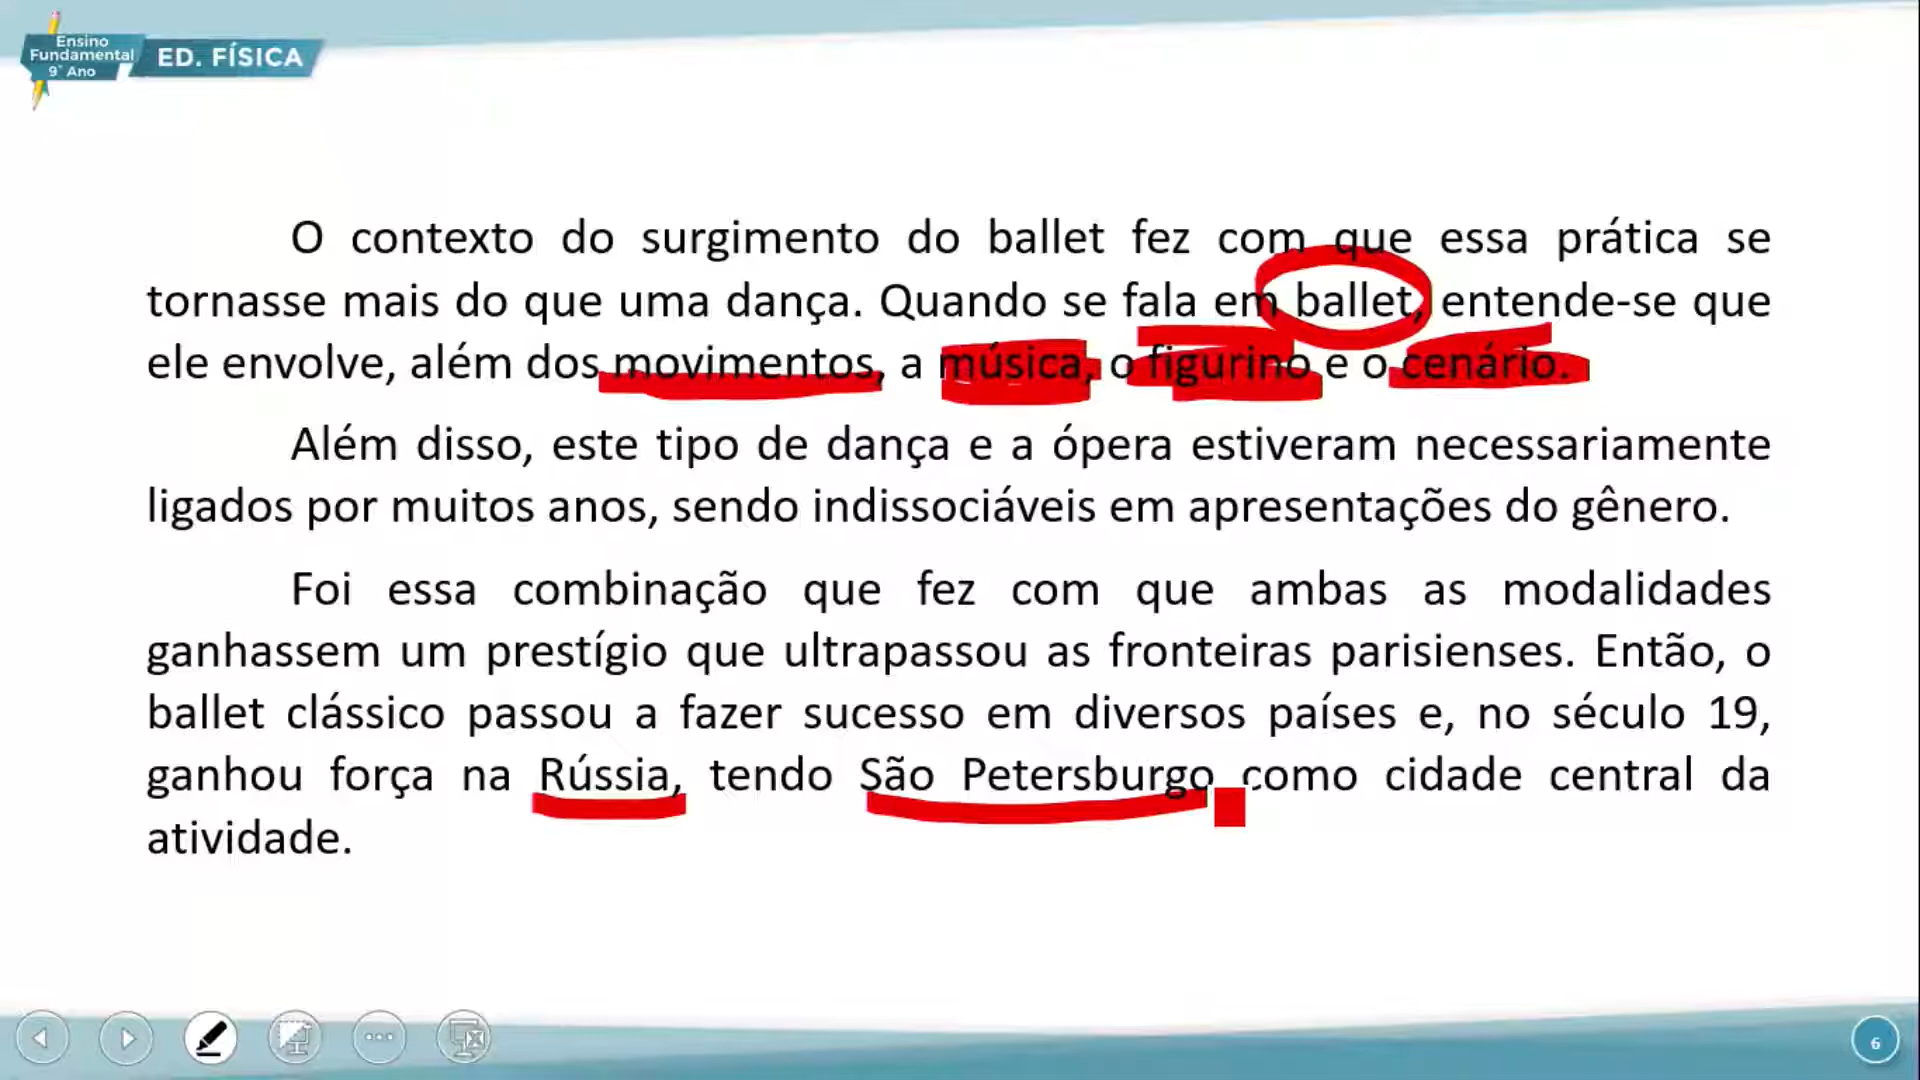 Ensino
Fundamental
9° Ano
ED. FÍSICA
O contexto do surgimento do ballet fez com que essa prática se
tornasse mais do que uma dança. Quando se fala em ballet, entende-se que
ele envolve, além dos movimentos, a música, o figurino e o cenário.
Além disso, este tipo de dança e a ópera estiveram necessariamente
ligados por muitos anos, sendo indissociáveis em apresentações do gênero.
Foi essa combinação que fez com que ambas as modalidades
ganhassem um prestígio que ultrapassou as fronteiras parisienses. Então, o
ballet clássico passou a fazer sucesso em diversos países e, no século 19,
ganhou força na Rússia, tendo São Petersburgo como cidade central da
atividade.
6